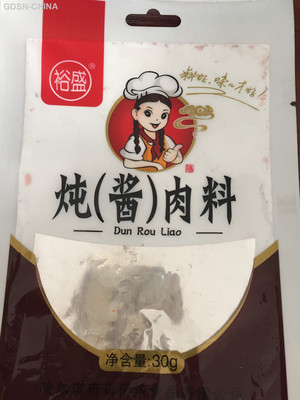 GDSN-CHINA
裕盛
料好,味儿才好!
炖(酱)肉料
Dun Rou Liao
净含量:30g